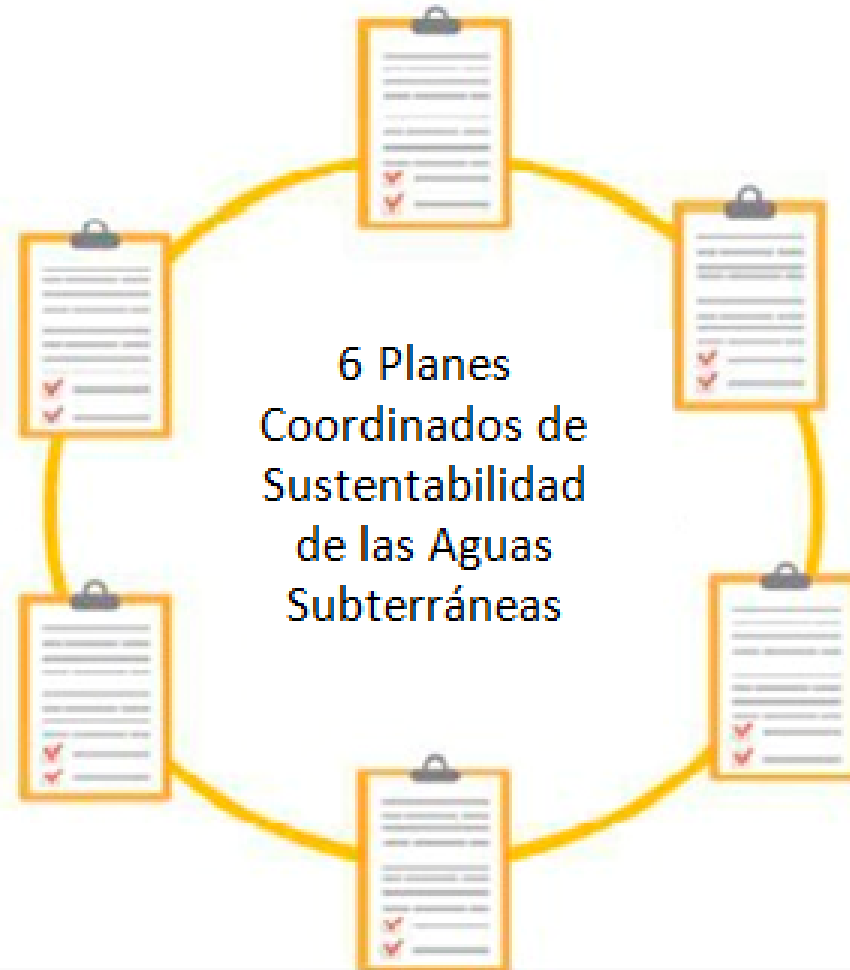 6 Planes
Coordinados de
Sustentabilidad
de las Aguas
Subterráneas